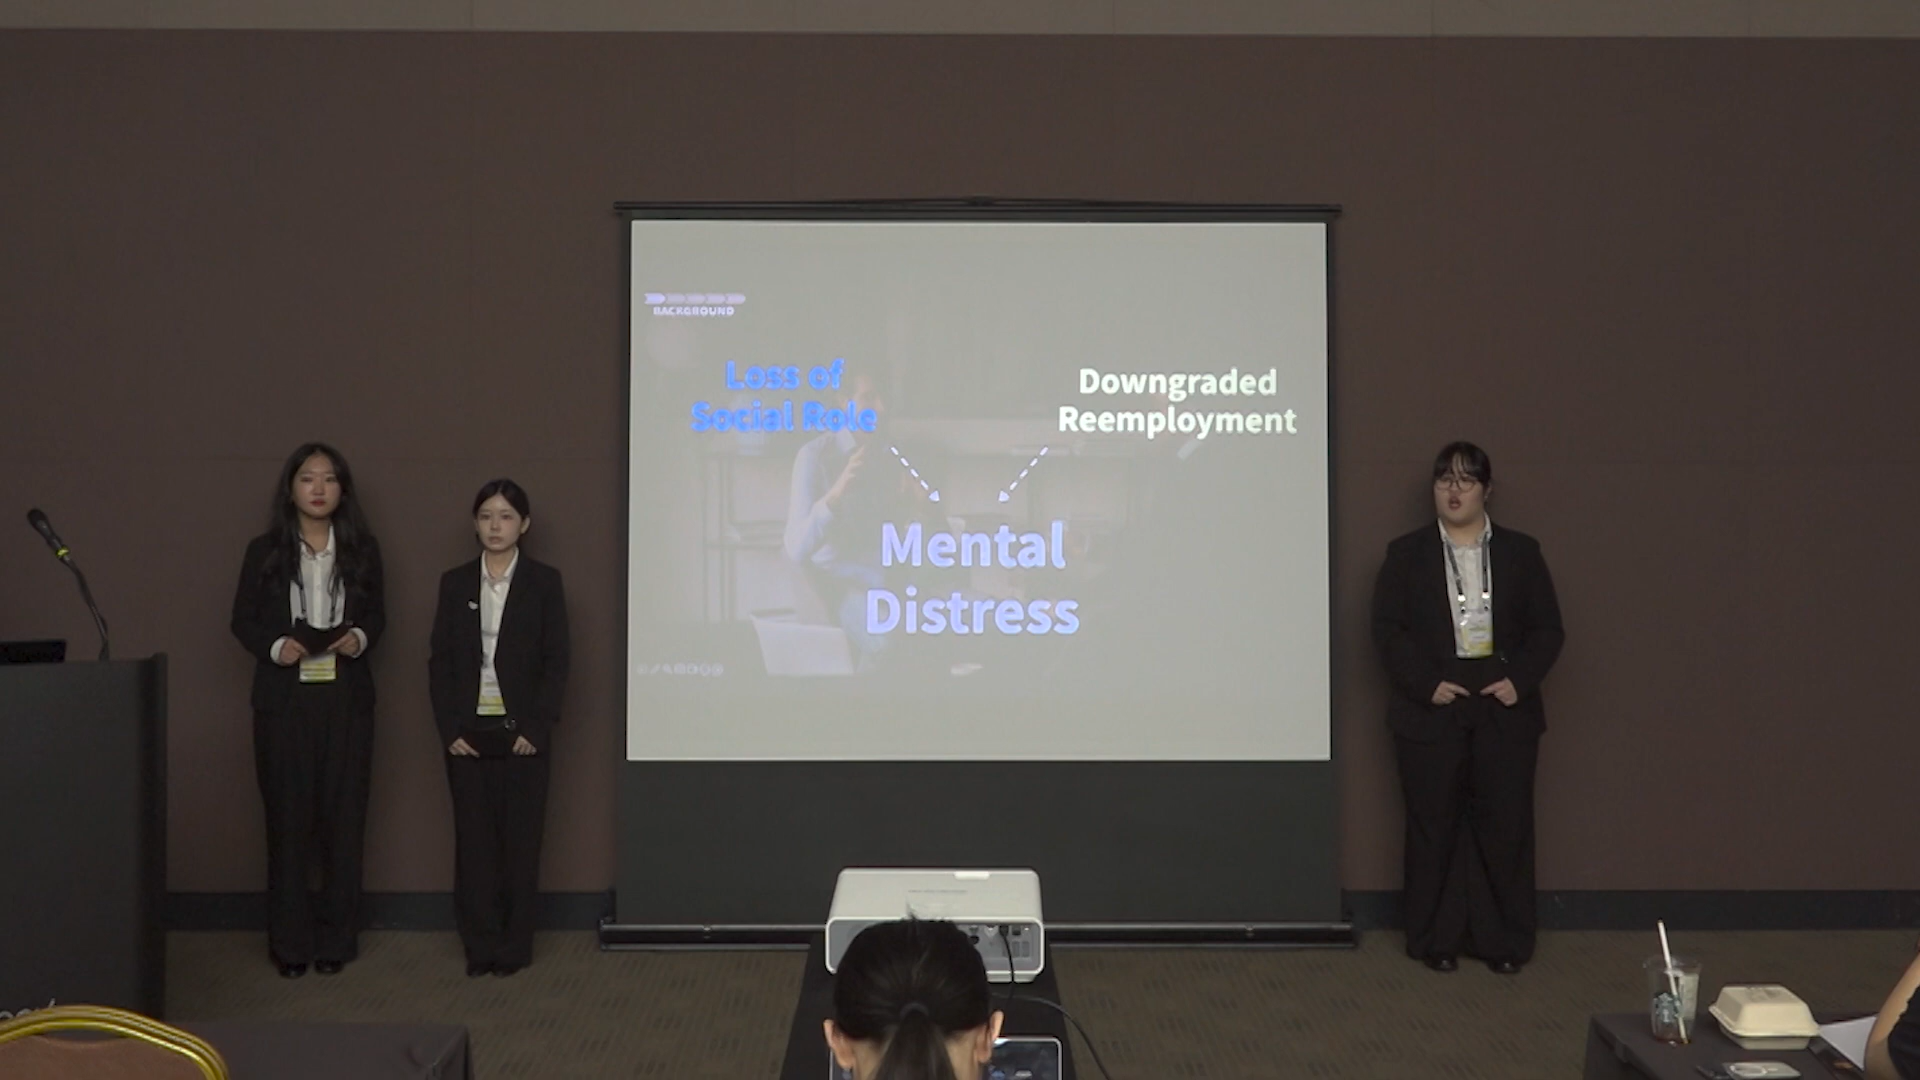 BACKGROUND
Loss of
Social Role
Downgraded
Reemployment
Mental
Distress